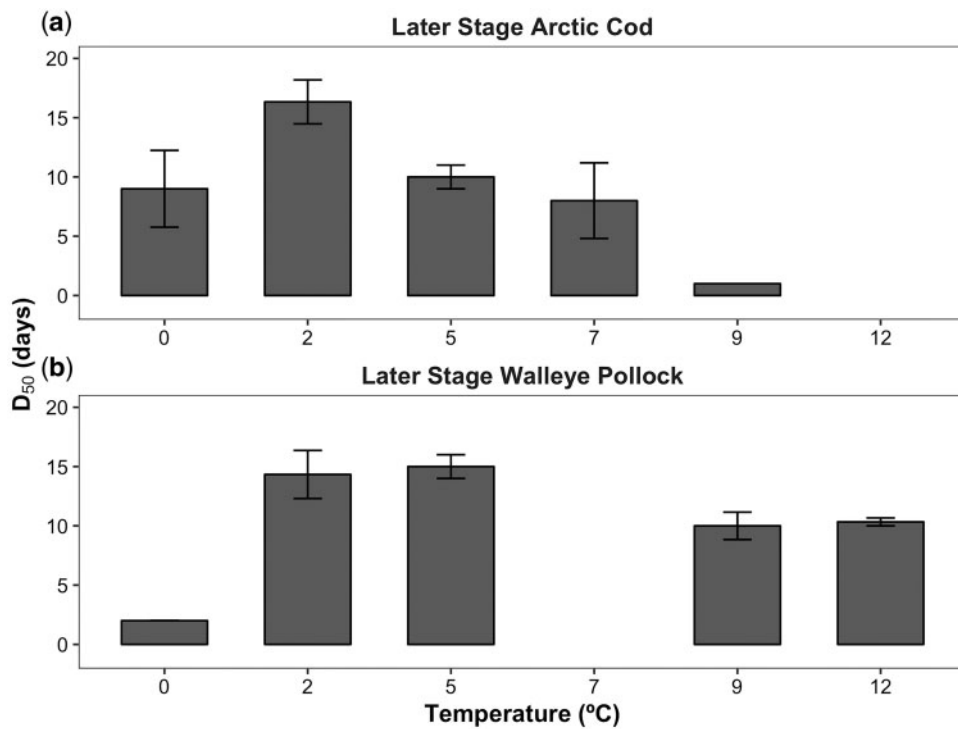 (a)
Later Stage Arctic Cod
20
15
10
5
0
0 2 5 7 9 12
D50 (days)
(b)
Later Stage Walleye Pollock
20
15
10
5
0
0 2 5 7 9 12
Temperature (ºC)